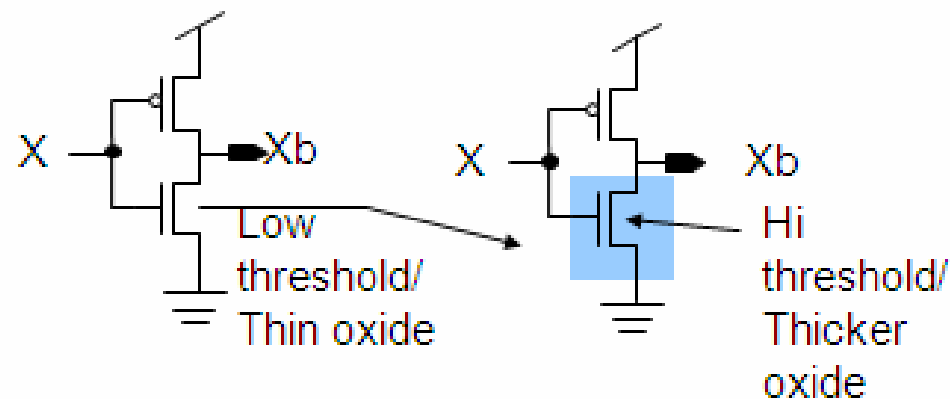 X
Xb
Low
threshold/
Thin oxide
X
Xb
Hi
threshold/
Thicker
oxide